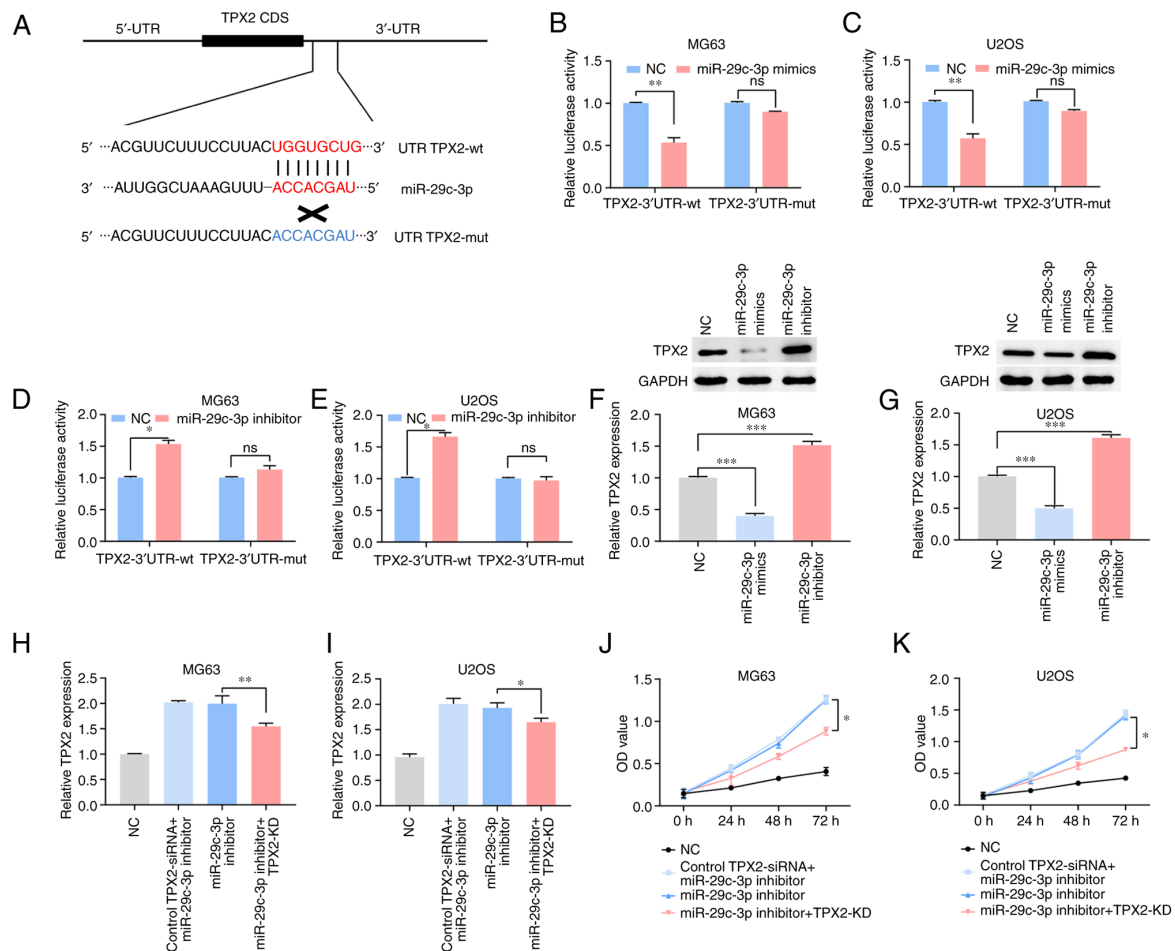 A
5′-UTR
TPX2 CDS
3′-UTR
5′ ···ACGUUCUUUCCUUACUGGUGCUG···3′ UTR TPX2-wt
3′ ···AUUGGCUAAAGUUU–ACCACGAU···5′ miR-29c-3p
5′ ···ACGUUCUUUCCUUACACCACGAU···3′ UTR TPX2-mut
B
MG63
NC
miR-29c-3p mimics
Relative luciferase activity
1.5
1.0
0.5
0.0
**
ns
TPX2-3′UTR-wt
TPX2-3′UTR-mut
C
U2OS
NC
miR-29c-3p mimics
Relative luciferase activity
1.5
1.0
0.5
0.0
**
ns
TPX2-3′UTR-wt
TPX2-3′UTR-mut
D
MG63
NC
miR-29c-3p inhibitor
Relative luciferase activity
2.0
1.5
1.0
0.5
0.0
*
ns
TPX2-3′UTR-wt
TPX2-3′UTR-mut
E
U2OS
NC
miR-29c-3p inhibitor
Relative luciferase activity
2.0
1.5
1.0
0.5
0.0
*
ns
TPX2-3′UTR-wt
TPX2-3′UTR-mut
NC
miR-29c-3p
mimics
miR-29c-3p
inhibitor
TPX2
GAPDH
F
MG63
Relative TPX2 expression
2.0
1.5
1.0
0.5
0.0
***
***
NC
miR-29c-3p
mimics
miR-29c-3p
inhibitor
NC
miR-29c-3p
mimics
miR-29c-3p
inhibitor
TPX2
GAPDH
G
U2OS
Relative TPX2 expression
2.0
1.5
1.0
0.5
0.0
***
***
NC
miR-29c-3p
mimics
miR-29c-3p
inhibitor
H
MG63
Relative TPX2 expression
2.5
2.0
1.5
1.0
0.5
0.0
**
NC
Control TPX2-siRNA+
miR-29c-3p inhibitor
miR-29c-3p
inhibitor
miR-29c-3p inhibitor+
TPX2-KD
I
U2OS
Relative TPX2 expression
2.5
2.0
1.5
1.0
0.5
0.0
*
NC
Control TPX2-siRNA+
miR-29c-3p inhibitor
miR-29c-3p
inhibitor
miR-29c-3p inhibitor+
TPX2-KD
J
MG63
OD value
1.5
1.0
0.5
0.0
*
0 h
24 h
48 h
72 h
NC
Control TPX2-siRNA+
miR-29c-3p inhibitor
miR-29c-3p inhibitor
miR-29c-3p inhibitor+TPX2-KD
K
U2OS
OD value
2.0
1.5
1.0
0.5
0.0
*
0 h
24 h
48 h
72 h
NC
Control TPX2-siRNA+
miR-29c-3p inhibitor
miR-29c-3p inhibitor
miR-29c-3p inhibitor+TPX2-KD